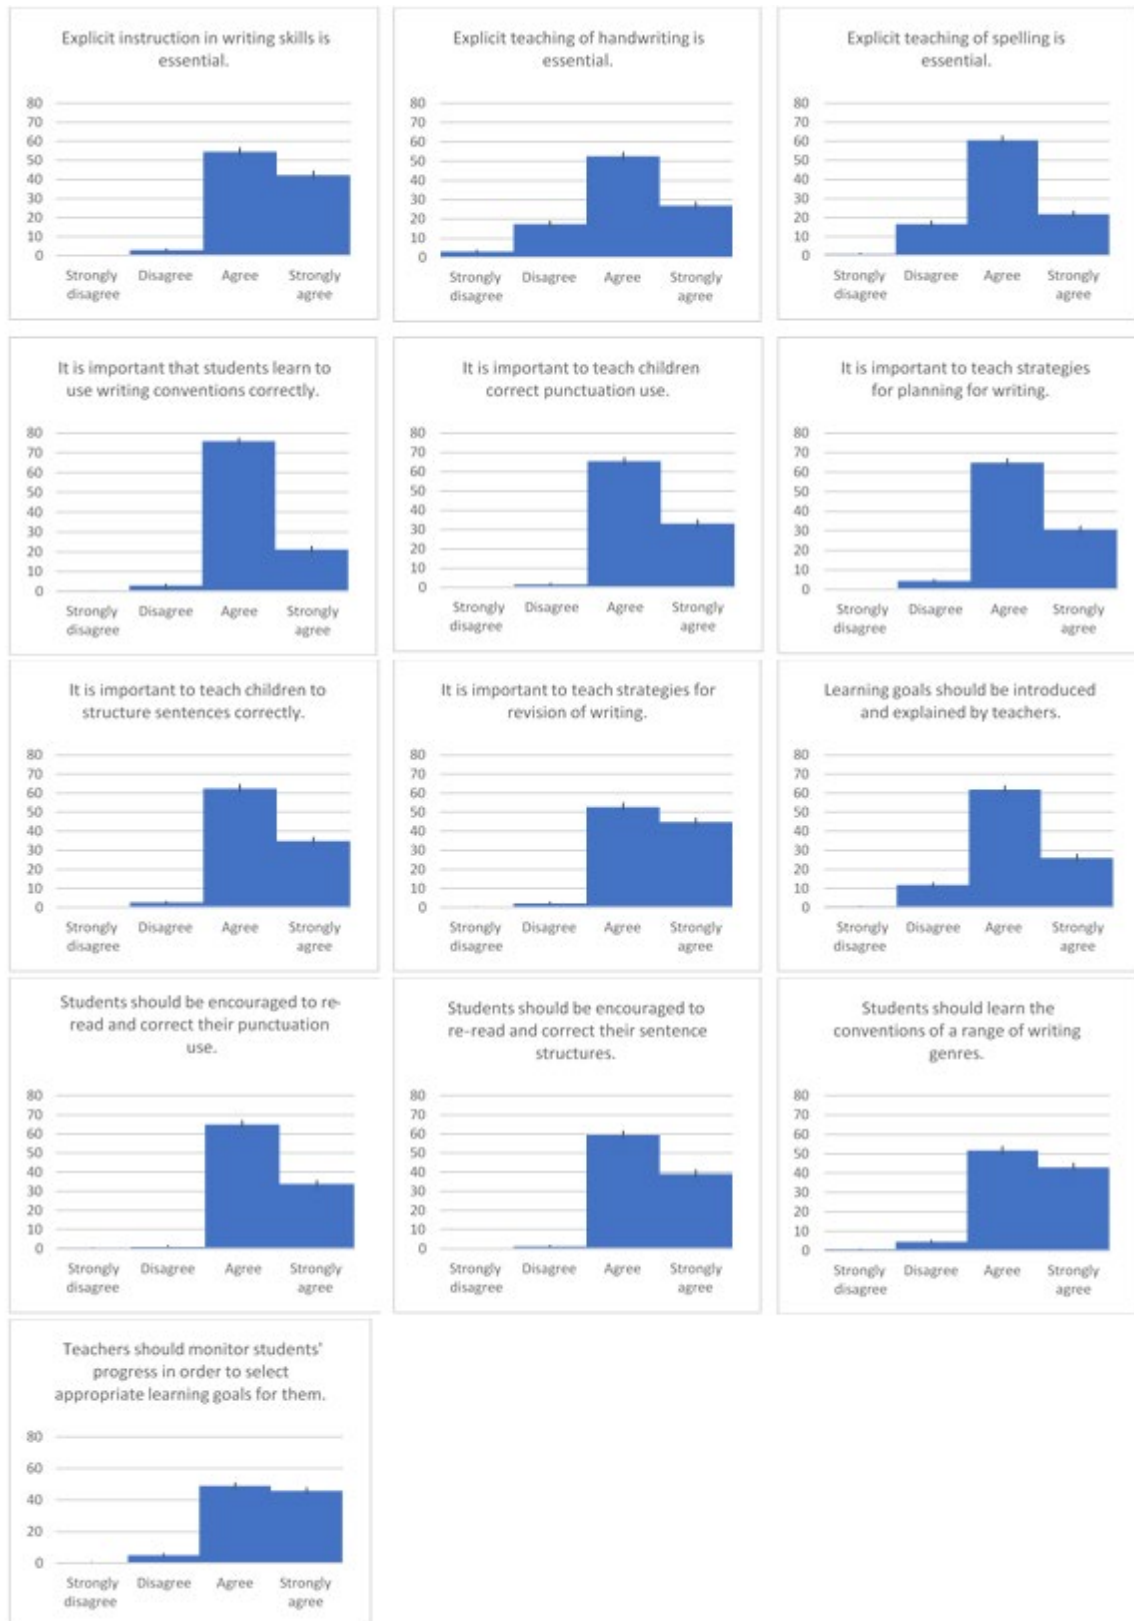 Explicit instruction in writing skills is
essential.
80
70
60
50
40
30
20
10
0
Strongly disagree Disagree Agree Strongly agree
Explicit teaching of handwriting is
essential.
80
70
60
50
40
30
20
10
0
Strongly disagree Disagree Agree Strongly agree
Explicit teaching of spelling is
essential.
80
70
60
50
40
30
20
10
0
Strongly disagree Disagree Agree Strongly agree
It is important that students learn to
use writing conventions correctly.
80
70
60
50
40
30
20
10
0
Strongly disagree Disagree Agree Strongly agree
It is important to teach children
correct punctuation use.
80
70
60
50
40
30
20
10
0
Strongly disagree Disagree Agree Strongly agree
It is important to teach strategies
for planning for writing.
80
70
60
50
40
30
20
10
0
Strongly disagree Disagree Agree Strongly agree
It is important to teach children to
structure sentences correctly.
80
70
60
50
40
30
20
10
0
Strongly disagree Disagree Agree Strongly agree
It is important to teach strategies for
revision of writing.
80
70
60
50
40
30
20
10
0
Strongly disagree Disagree Agree Strongly agree
Learning goals should be introduced
and explained by teachers.
80
70
60
50
40
30
20
10
0
Strongly disagree Disagree Agree Strongly agree
Students should be encouraged to re-
read and correct their punctuation
use.
80
70
60
50
40
30
20
10
0
Strongly disagree Disagree Agree Strongly agree
Students should be encouraged to
re-read and correct their sentence
structures.
80
70
60
50
40
30
20
10
0
Strongly disagree Disagree Agree Strongly agree
Students should learn the
conventions of a range of writing
genres.
80
70
60
50
40
30
20
10
0
Strongly disagree Disagree Agree Strongly agree
Teachers should monitor students'
progress in order to select
appropriate learning goals for them.
80
60
40
20
0
Strongly disagree Disagree Agree Strongly agree